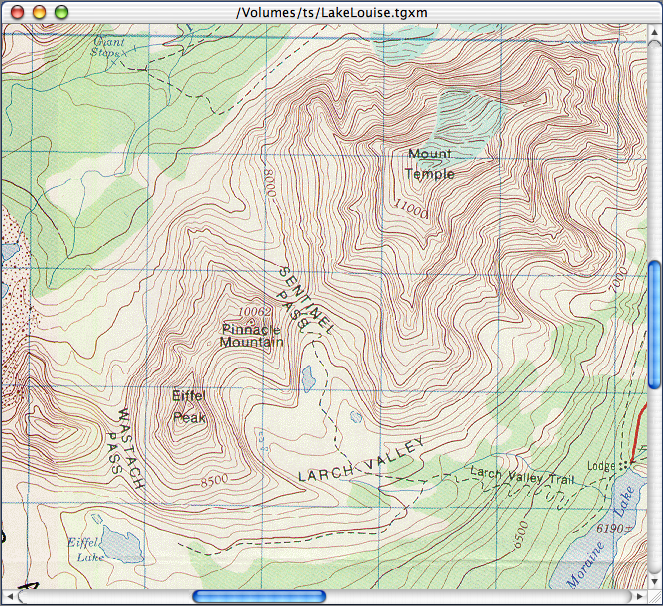 /Volumes/ts/LakeLouise.tgxm
Giant
Steps
Mount
Temple
8000
11000
7000
SENTINEL
PASS
10062
Pinnacle
Mountain
Eiffel
Peak
WASTACH
PASS
LARCH VALLEY
8500
Larch Valley Trail
Lodge
Eiffel
Lake
6500
6190±
Moraine Lake